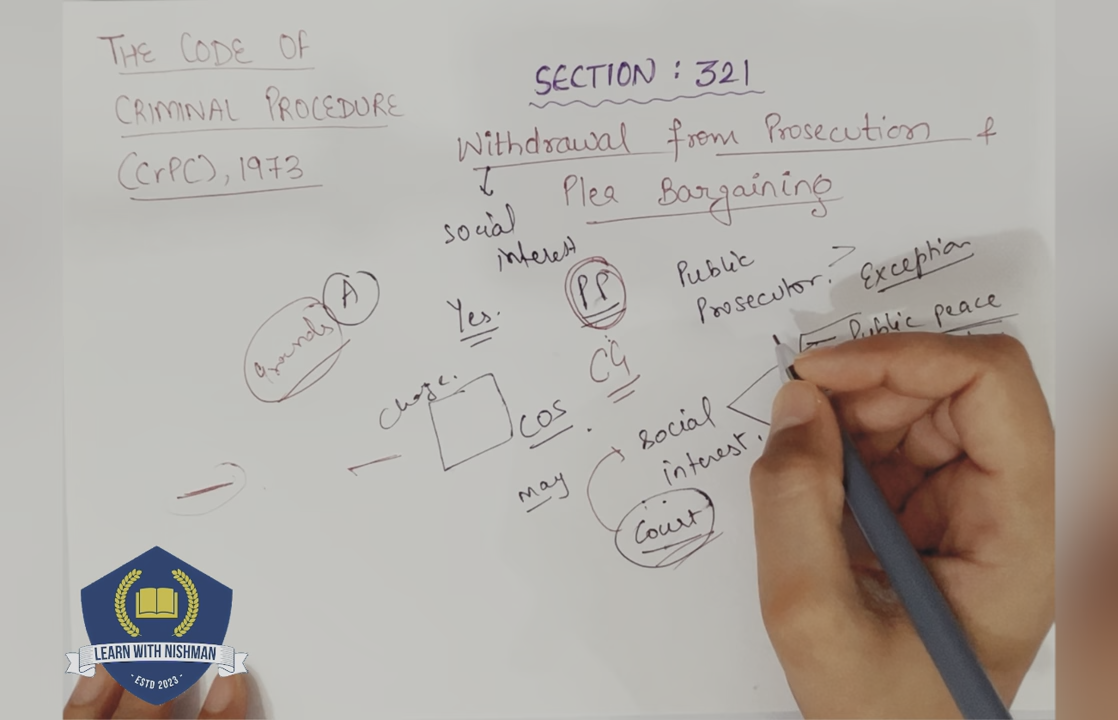 THE CODE OF
CRIMINAL PROCEDURE
(CrPC), 1973
SECTION : 321
Withdrawal from Prosecution &
Plea Bargaining
social
interest
PP
Public
Prosecutor.
Exception
Public peace
A
grounds
Yes.
CG
charge.
COS
may
social
interest.
Court
LEARN WITH NISHMAN
· ESTD 2023 ·